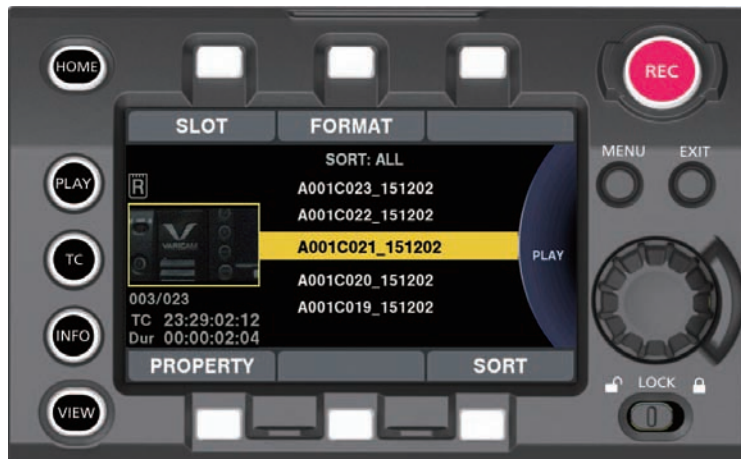 HOME
REC
SLOT FORMAT
MENU EXIT
SORT: ALL
R
PLAY
A001C023_151202
A001C022_151202
VARICAM
A001C021_151202
PLAY
TC
A001C020_151202
003/023
A001C019_151202
TC 23:29:02:12
INFO
Dur 00:00:02:04
PROPERTY SORT
LOCK
VIEW